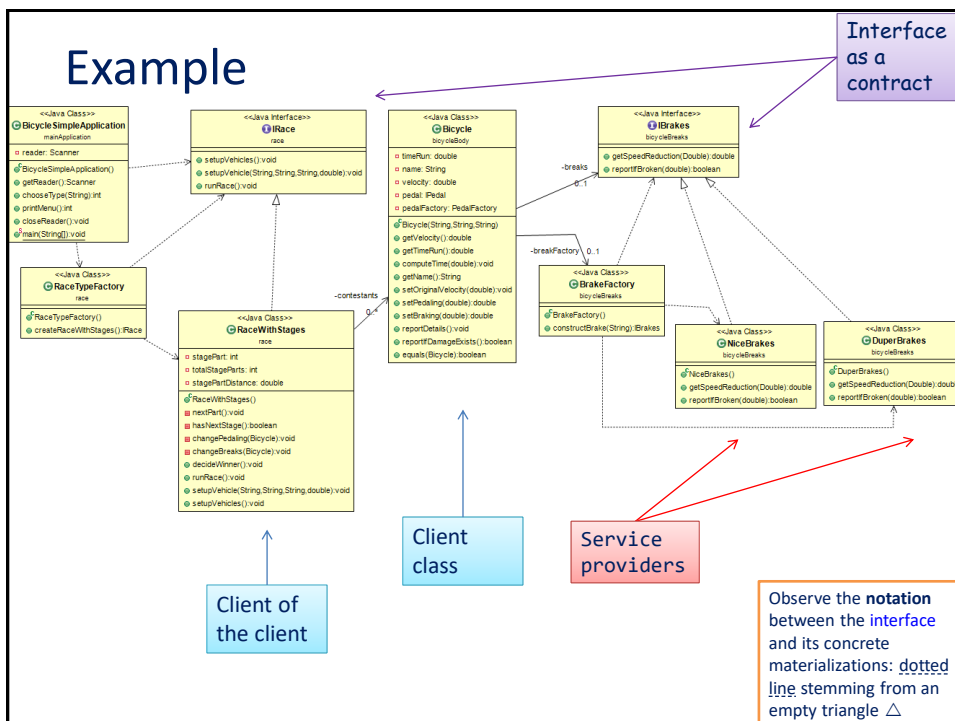 Example
Interface
as a
contract
<<Java Class>>
BicycleSimpleApplication
mainApplication
reader: Scanner
BicycleSimpleApplication()
getReader():Scanner
chooseType(String):int
printMenu():int
closeReader():void
main(String[]):void
<<Java Interface>>
IRace
race
setupVehicles():void
setupVehicle(String,String,String,double):void
runRace():void
<<Java Class>>
Bicycle
bicycleBody
timeRun: double
name: String
velocity: double
pedal: IPedal
pedalFactory: PedalFactory
Bicycle(String,String,String)
getVelocity():double
getTimeRun():double
computeTime(double):void
getName():String
setOriginalVelocity(double):void
setPedaling(double):double
setBraking(double):double
reportDetails():void
reportIfDamageExists():boolean
equals(Bicycle):boolean
<<Java Interface>>
IBrakes
bicycleBreaks
getSpeedReduction(Double):double
reportIfBroken(double):boolean
-breaks
0..1
-breakFactory 0..1
-contestants
0..*
<<Java Class>>
RaceTypeFactory
race
RaceTypeFactory()
createRaceWithStages():IRace
<<Java Class>>
RaceWithStages
race
stagePart: int
totalStageParts: int
stagePartDistance: double
RaceWithStages()
nextPart():void
hasNextStage():boolean
changePedaling(Bicycle):void
changeBreaks(Bicycle):void
decideWinner():void
runRace():void
setupVehicle(String,String,String,double):void
setupVehicles():void
<<Java Class>>
BrakeFactory
bicycleBreaks
BrakeFactory()
constructBrake(String):IBrakes
<<Java Class>>
NiceBrakes
bicycleBreaks
NiceBrakes()
getSpeedReduction(Double):double
reportIfBroken(double):boolean
<<Java Class>>
DuperBrakes
bicycleBreaks
DuperBrakes()
getSpeedReduction(Double):doubl
reportIfBroken(double):boolean
Client of
the client
Client
class
Service
providers
Observe the notation
between the interface
and its concrete
materializations: dotted
line stemming from an
empty triangle △